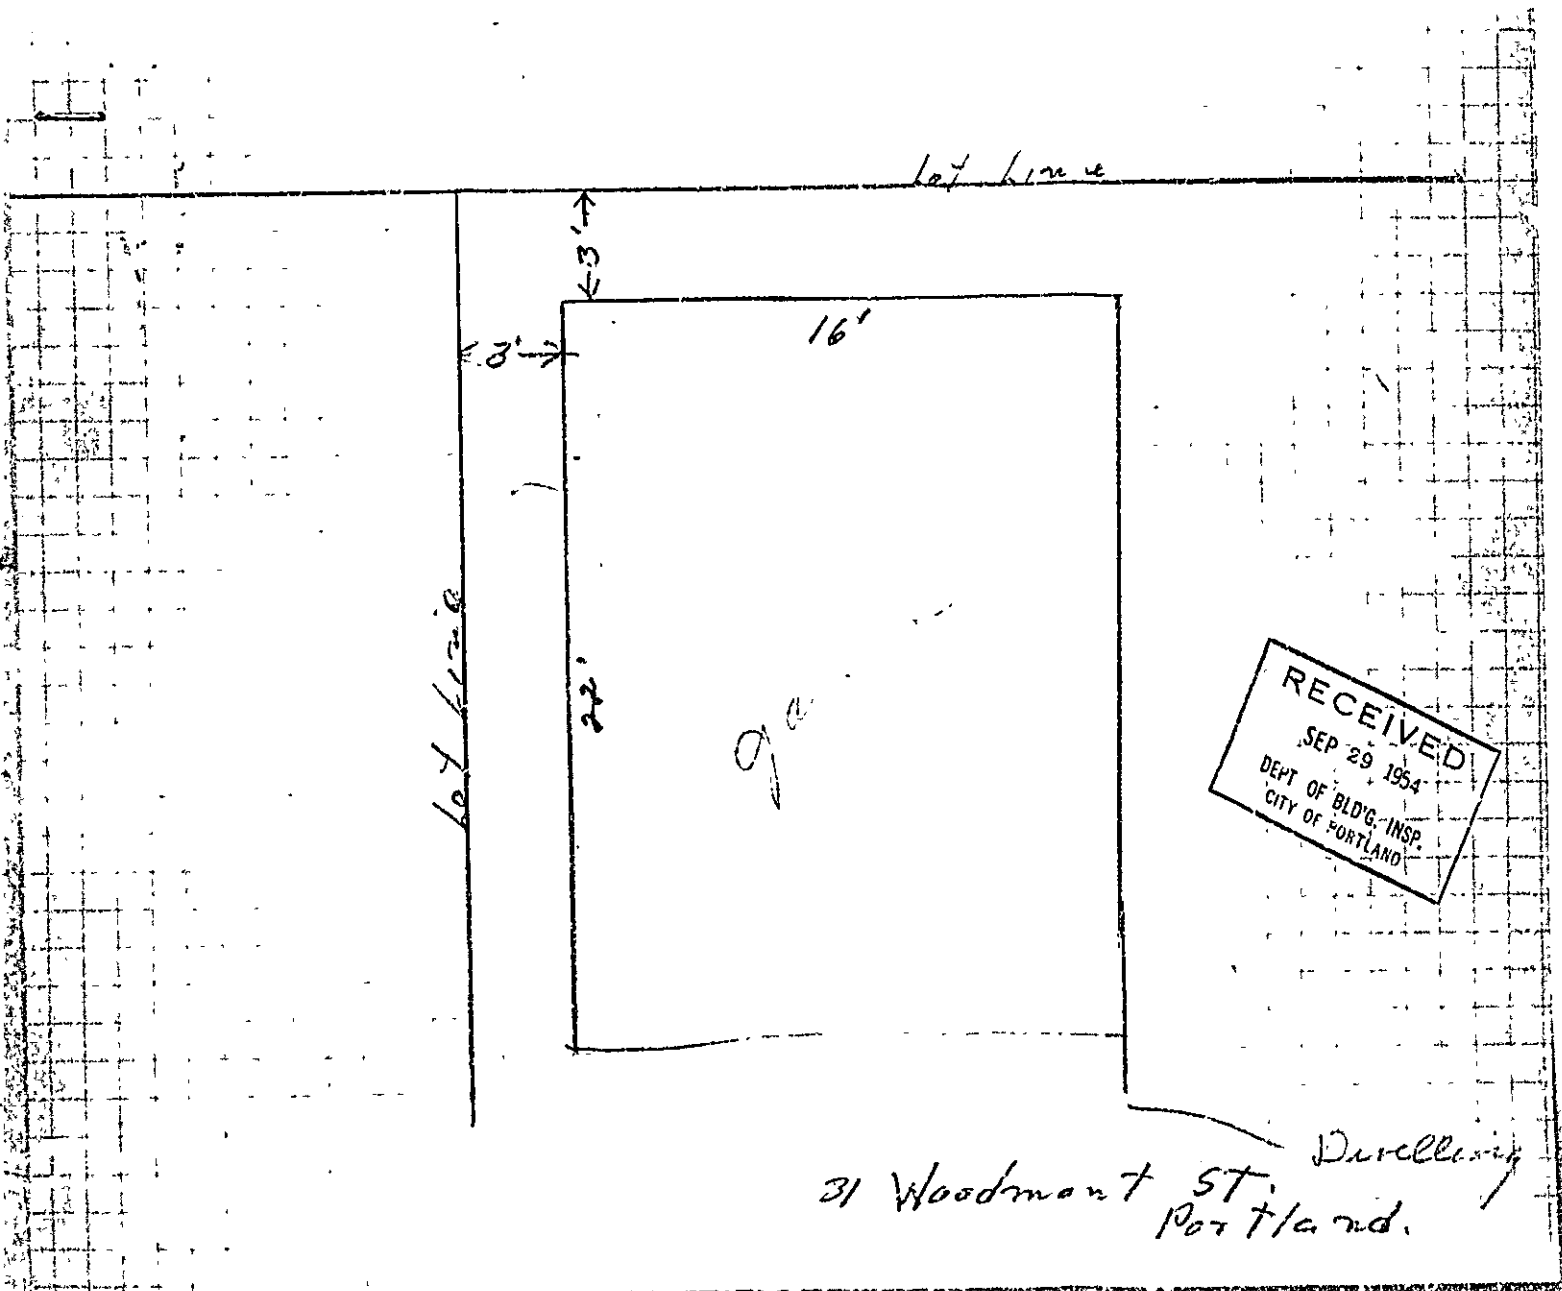 Lot Line
3'
16'
3'
Lot Line
22'
ga
RECEIVED
SEP 29 1954
DEPT OF BLD'G. INSP.
CITY OF PORTLAND
Dwelling
31 Woodmont ST.
Portland.